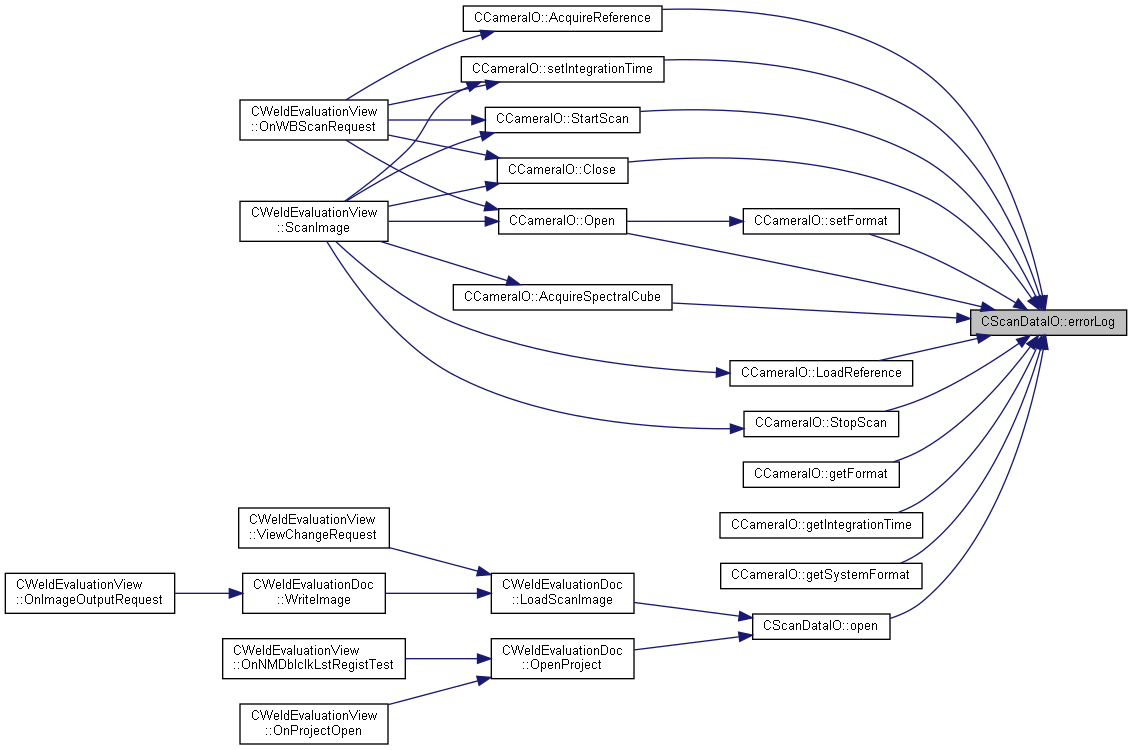 CCameraIO::AcquireReference
CCameraIO::setIntegrationTime
CWeldEvaluationView
::OnWBScanRequest
CCameraIO::StartScan
CCameraIO::Close
CWeldEvaluationView
::ScanImage
CCameraIO::Open
CCameraIO::setFormat
CCameraIO::AcquireSpectralCube
CScanDataIO::errorLog
CCameraIO::LoadReference
CCameraIO::StopScan
CCameraIO::getFormat
CWeldEvaluationView
::ViewChangeRequest
CCameraIO::getIntegrationTime
CCameraIO::getSystemFormat
CWeldEvaluationView
::OnImageOutputRequest
CWeldEvaluationDoc
::WriteImage
CWeldEvaluationDoc
::LoadScanImage
CScanDataIO::open
CWeldEvaluationView
::OnNMDblclkLstRegistTest
CWeldEvaluationDoc
::OpenProject
CWeldEvaluationView
::OnProjectOpen